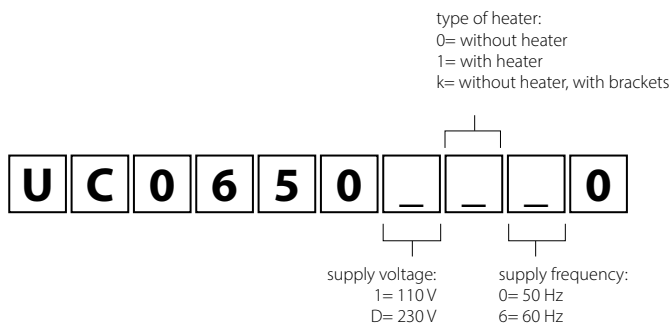 type of heater:
0= without heater
1= with heater
k= without heater, with brackets
U C 0 6 5 0 _ _ _ 0
supply voltage:
1= 110 V
D= 230 V
supply frequency:
0= 50 Hz
6= 60 Hz